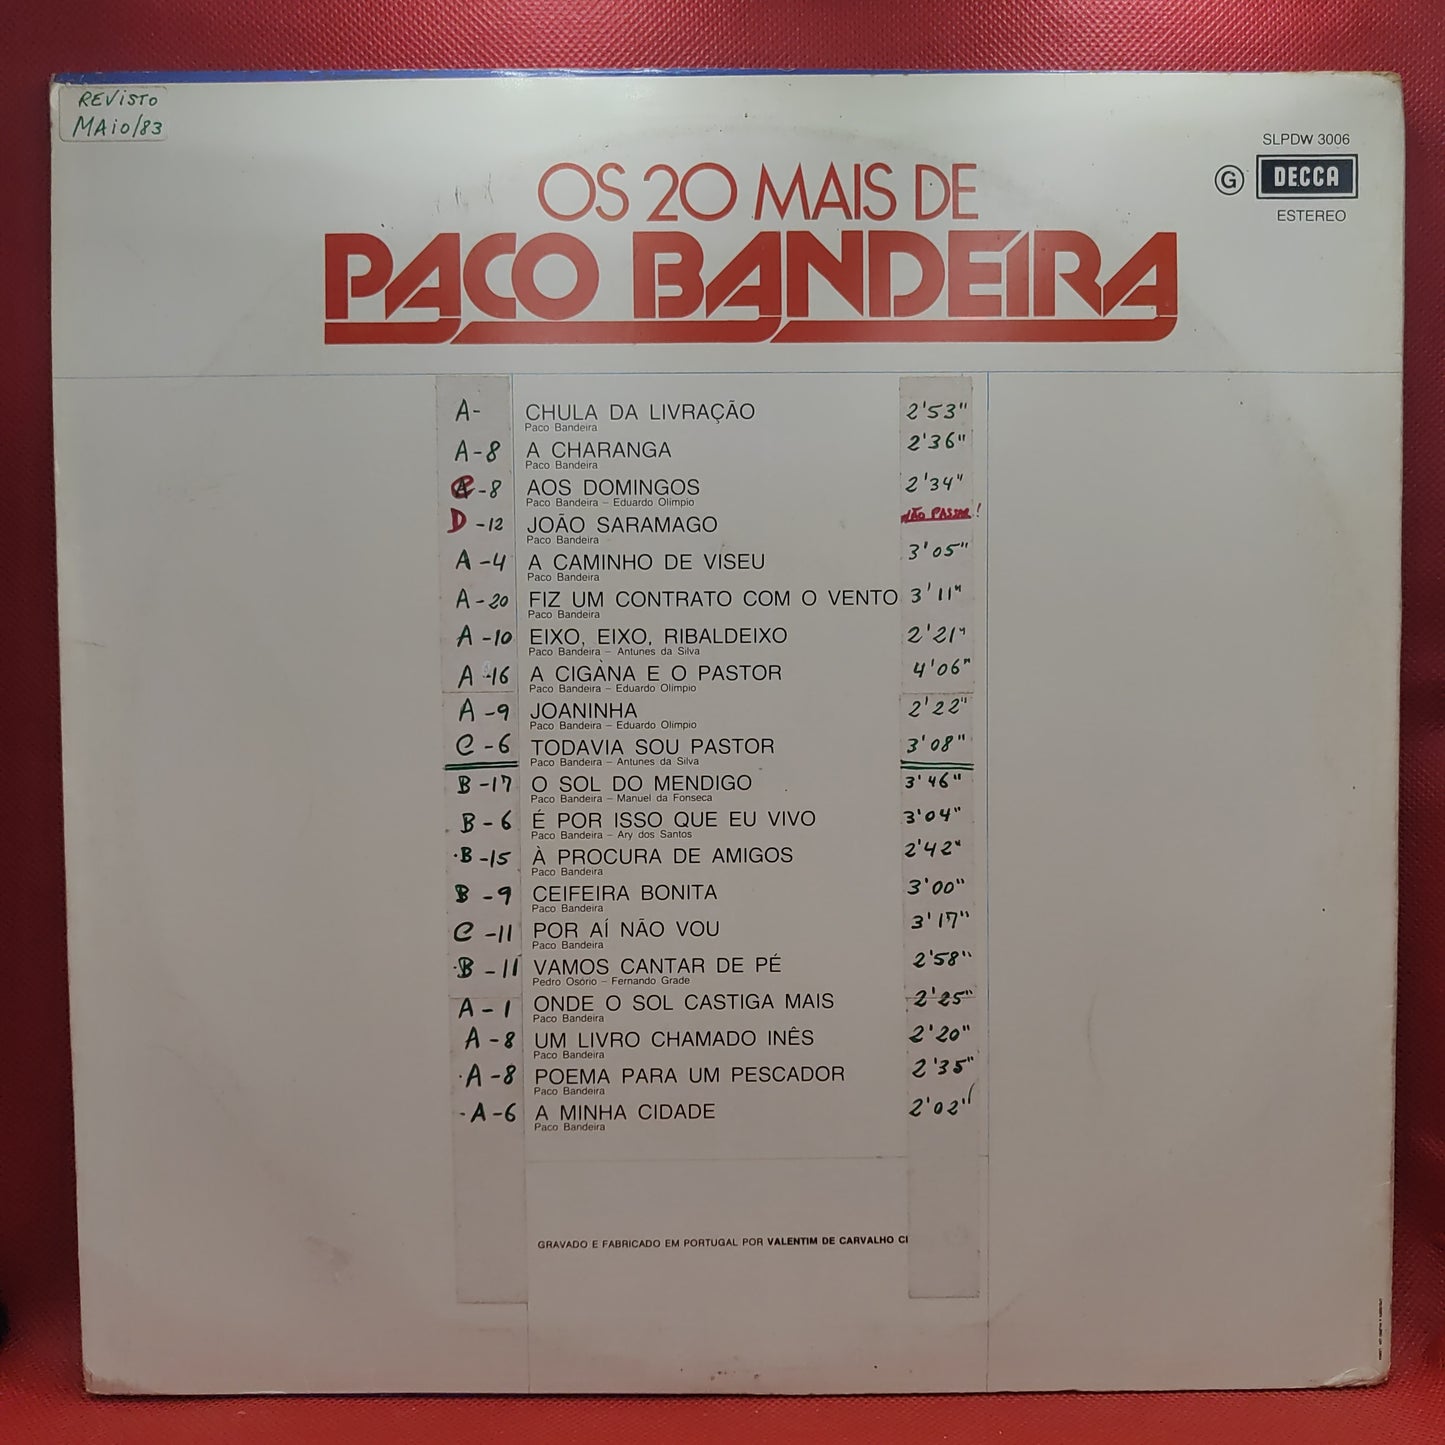 REVISTO
MAIO/83
SLPDW 3006
G DECCA
ESTEREO
OS 20 MAIS DE
PACO BANDEIRA
A- CHULA DA LIVRAÇÃO 2'53"
Paco Bandeira
A-8 A CHARANGA 2'36"
Paco Bandeira
-8 AOS DOMINGOS 2'34"
Paco Bandeira – Eduardo Olímpio
D-12 JOÃO SARAMAGO NÃO PASSAR!
Paco Bandeira
A-4 A CAMINHO DE VISEU 3'05"
Paco Bandeira
A-20 FIZ UM CONTRATO COM O VENTO 3'11"
Paco Bandeira
A-10 EIXO, EIXO, RIBALDEIXO 2'21"
Paco Bandeira – Antunes da Silva
A-16 A CIGÀNA E O PASTOR 4'06"
Paco Bandeira – Eduardo Olímpio
A-9 JOANINHA 2'22"
Paco Bandeira – Eduardo Olímpio
C-6 TODAVIA SOU PASTOR 3'08"
Paco Bandeira – Antunes da Silva
B-17 O SOL DO MENDIGO 3'46"
Paco Bandeira – Manuel da Fonseca
B-6 É POR ISSO QUE EU VIVO 3'04"
Paco Bandeira – Ary dos Santos
B-15 À PROCURA DE AMIGOS 2'42"
Paco Bandeira
B-9 CEIFEIRA BONITA 3'00"
Paco Bandeira
C-11 POR AÍ NÃO VOU 3'17"
Paco Bandeira
B-11 VAMOS CANTAR DE PÉ 2'58"
Pedro Osório – Fernando Grade
A-1 ONDE O SOL CASTIGA MAIS 2'25"
Paco Bandeira
A-8 UM LIVRO CHAMADO INÊS 2'20"
Paco Bandeira
A-8 POEMA PARA UM PESCADOR 2'35"
Paco Bandeira
A-6 A MINHA CIDADE 2'02"
Paco Bandeira
GRAVADO E FABRICADO EM PORTUGAL POR VALENTIM DE CARVALHO CI